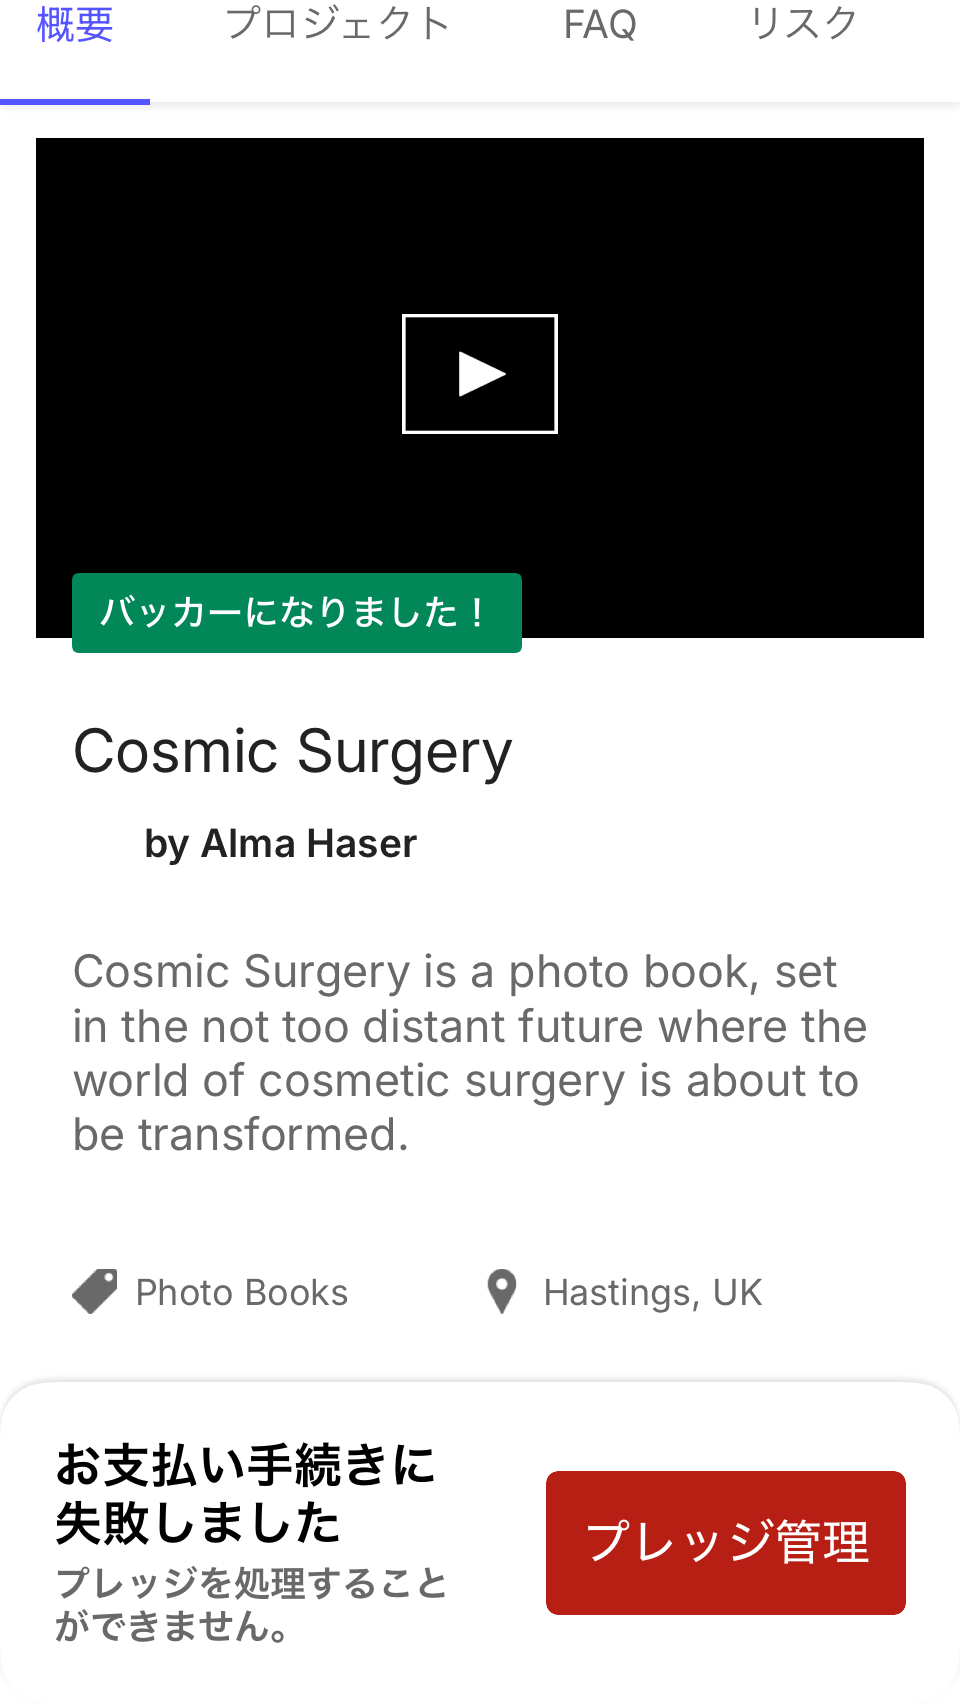 概要 プロジェクト FAQ リスク
バッカーになりました！
Cosmic Surgery
by Alma Haser
Cosmic Surgery is a photo book, set
in the not too distant future where the
world of cosmetic surgery is about to
be transformed.
Photo Books Hastings, UK
お支払い手続きに
失敗しました
プレッジを処理すること
ができません。
プレッジ管理